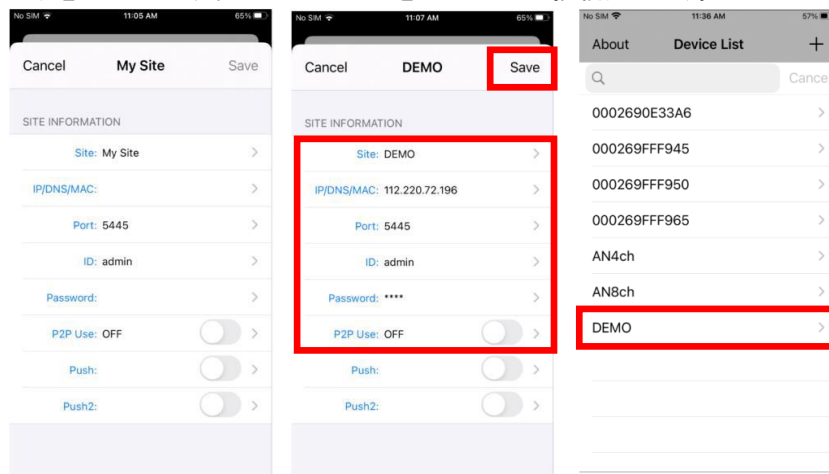 No SIM 11:05 AM 65%
Cancel My Site Save
SITE INFORMATION
Site: My Site
IP/DNS/MAC:
Port: 5445
ID: admin
Password:
P2P Use: OFF
Push:
Push2:
No SIM 11:07 AM 65%
Cancel DEMO Save
SITE INFORMATION
Site: DEMO
IP/DNS/MAC: 112.220.72.196
Port: 5445
ID: admin
Password: ****
P2P Use: OFF
Push:
Push2:
No SIM 11:36 AM 57%
About Device List +
Cance
0002690E33A6
000269FFF945
000269FFF950
000269FFF965
AN4ch
AN8ch
DEMO